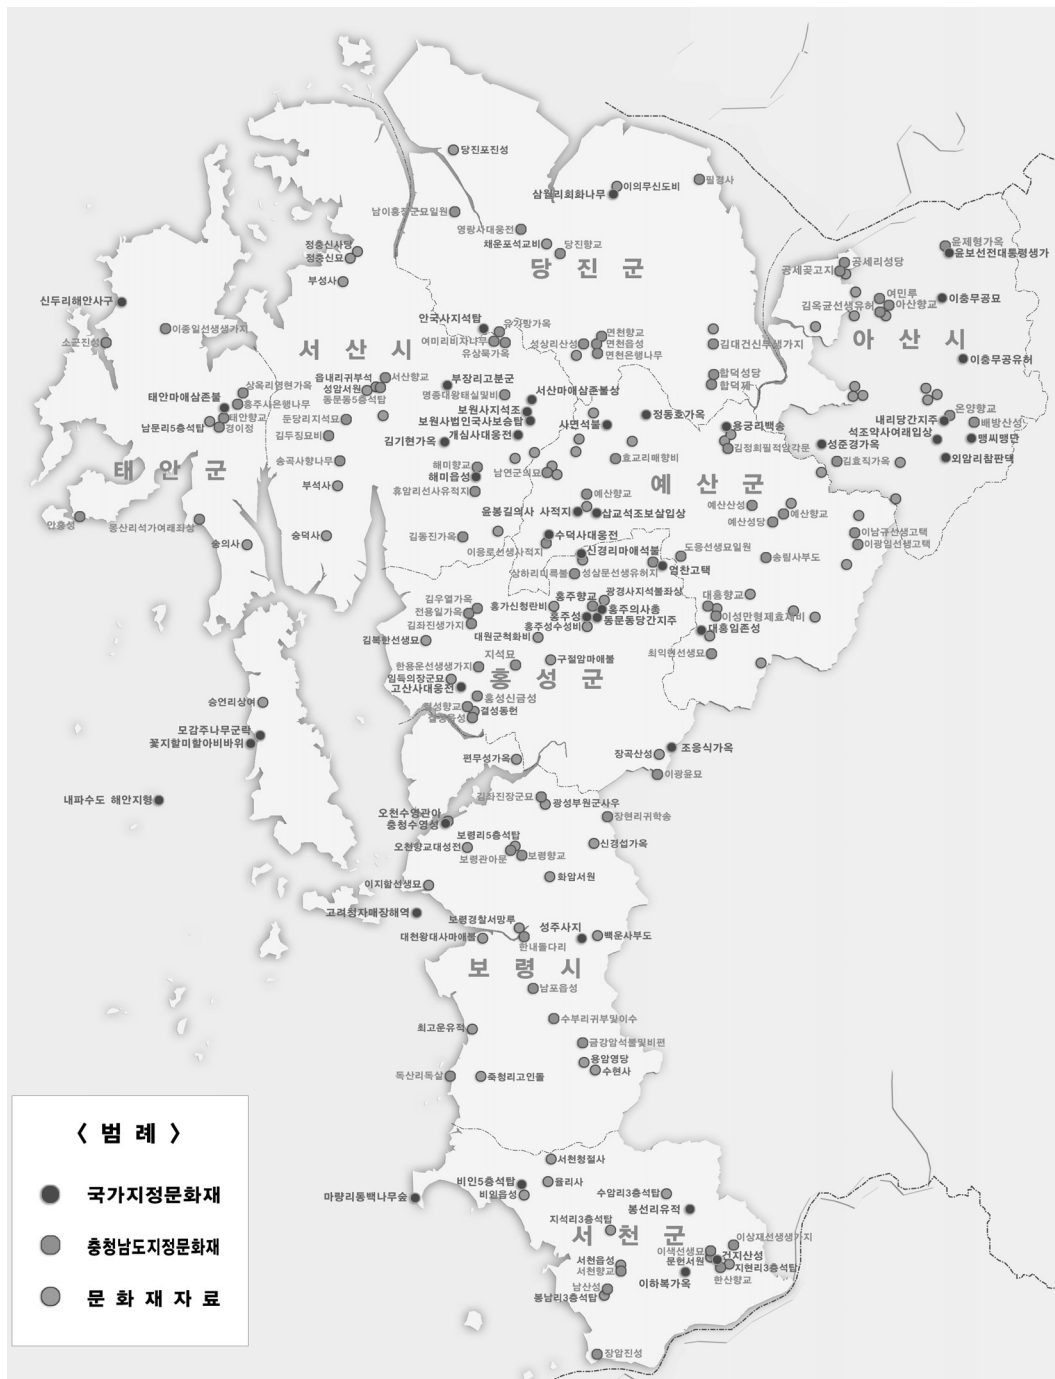 당진포진성
이의무신도비
필경사
삼월리회화나무
남이흥장군묘일원
영랑사대웅전
채운포석교비
당진향교
당 진 군
정충신사당
정충신묘
부성사
윤제형가옥
윤보선전대통령생가
공세리성당
공세곶고지
여민루
김옥균선생유허
아산향교
이충무공묘
아 산 시
이충무공유허
신두리해안사구
이종일선생생가지
소근진성
안국사지석탑
유기방가옥
여미리비자나무
유상묵가옥
면천향교
성상리산성
면천읍성
면천은행나무
김대건신부생가지
서 산 시
읍내리귀부석
서산향교
성암서원
동문동5층석탑
부장리고분군
명종대왕태실및비
서산마애삼존불상
합덕성당
합덕제
상옥리영현가옥
태안마애삼존불
흥주사은행나무
태안향교
남문리5층석탑
경이정
둔당리지석묘
김두징묘비
보원사지석조
보원사법인국사보승탑
개심사대웅전
김기현가옥
사면석불
정동호가옥
용궁리백송
김정희필적암각문
효교리매향비
온양향교
내리당간지주
배방산성
석조약사여래입상
맹씨맹단
성준경가옥
외암리참판댁
김효직가옥
태 안 군
송곡사향나무
부석사
해미향교
해미읍성
휴암리선사유적지
남연군의묘
예 산 군
예산향교
윤봉길의사 사적지
삽교석조보살입상
예산산성
예산성당
예산향교
안흥성
송의사
송덕사
김동진가옥
수덕사대웅전
이응로선생사적지
신경리마애석불
도응선생묘일원
엄찬고택
상하리미륵불
성삼문선생유허지
송림사부도
이남규선생고택
이광임선생고택
김우열가옥
전용일가옥
김좌진생가지
김복한선생묘
홍가신청란비
홍주향교
광경사지석불좌상
홍주의사총
홍주성
동문동당간지주
홍주성수성비
대원군척화비
대흥향교
이성만형제효제비
대흥임존성
최익현선생묘
지석묘
한용운선생생가지
구절암마애불
임득의장군묘
고산사대웅전
홍 성 군
홍성신금성
결성향교
결성동헌
결성읍성
승언리상여
모감주나무군락
꽃지할미할아비바위
내파수도 해안지형
편무성가옥
장곡산성
조응식가옥
이광윤묘
김좌진장군묘
광성부원군사우
장현리귀학송
오천수영관아
충청수영성
보령리5층석탑
오천향교대성전
보령관아문
보령향교
신경섭가옥
이지함선생묘
화암서원
고려청자매장해역
보령경찰서망루
성주사지
대천왕대사마애불
한내돌다리
백운사부도
보 령 시
남포읍성
수부리귀부및이수
최고운유적
금강암석불및비편
용암영당
수현사
독산리독살
죽청리고인돌
서천청절사
비인5층석탑
율리사
비인읍성
마량리동백나무숲
수암리3층석탑
봉선리유적
지석리3층석탑
서 천 군
이상재선생생가지
이색선생묘
건지산성
문헌서원
지현리3층석탑
한산향교
서천읍성
서천향교
이하복가옥
남산성
봉남리3층석탑
장암진성
〈 범 례 〉
국가지정문화재
충청남도지정문화재
문 화 재 자 료